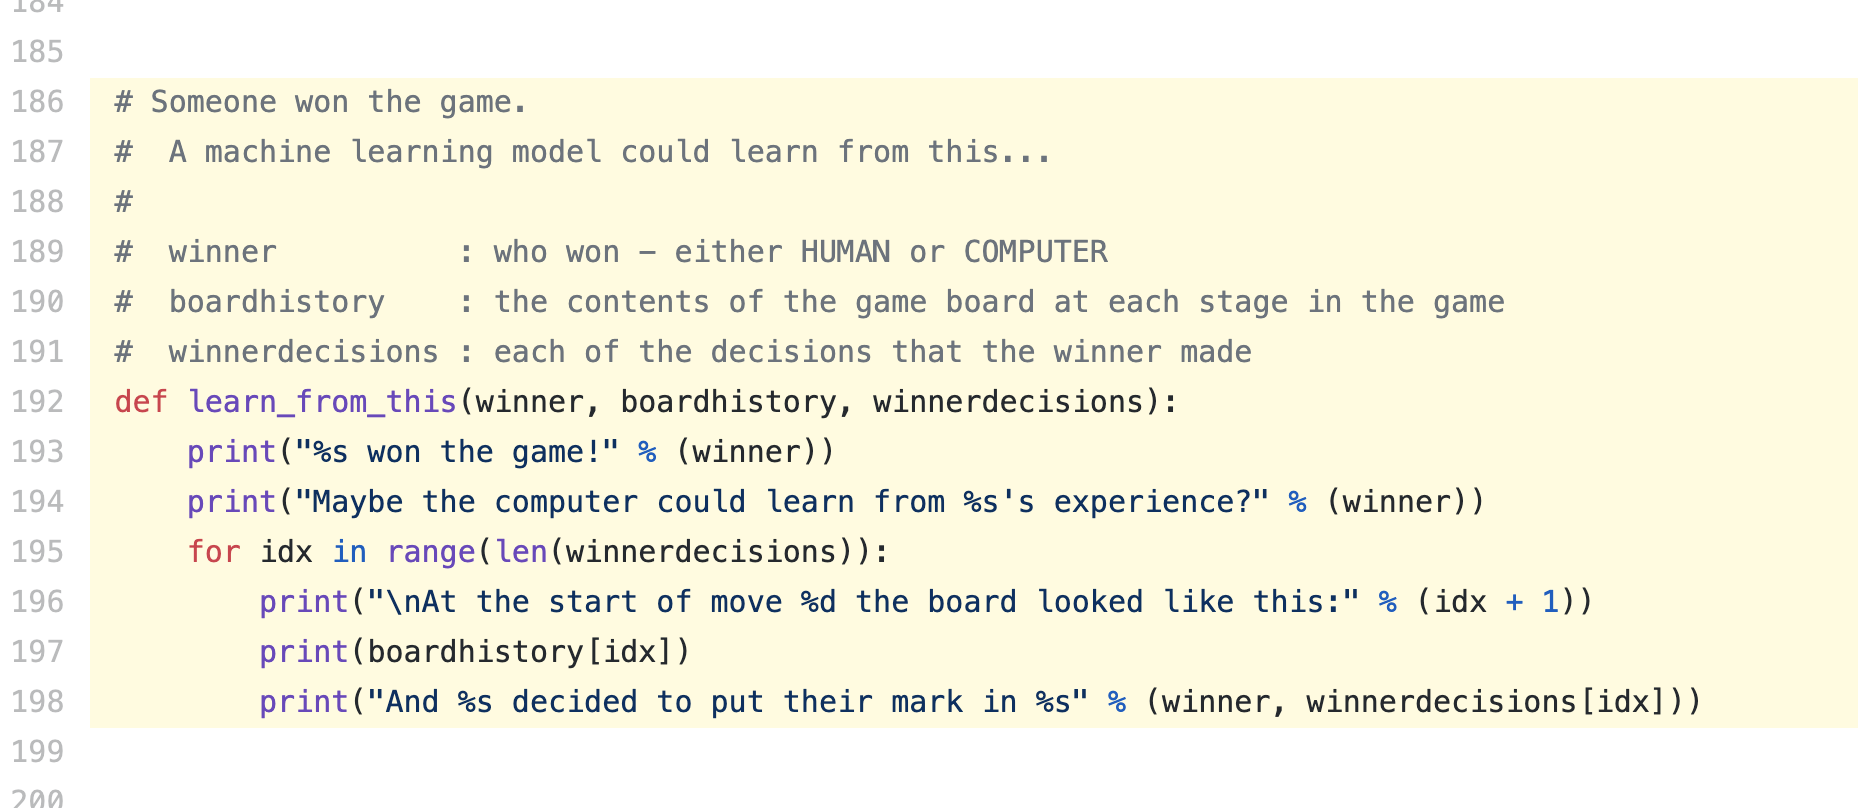 184
185
186 # Someone won the game.
187 #  A machine learning model could learn from this...
188 #
189 #  winner          : who won – either HUMAN or COMPUTER
190 #  boardhistory    : the contents of the game board at each stage in the game
191 #  winnerdecisions : each of the decisions that the winner made
192 def learn_from_this(winner, boardhistory, winnerdecisions):
193     print("%s won the game!" % (winner))
194     print("Maybe the computer could learn from %s's experience?" % (winner))
195     for idx in range(len(winnerdecisions)):
196         print("\nAt the start of move %d the board looked like this:" % (idx + 1))
197         print(boardhistory[idx])
198         print("And %s decided to put their mark in %s" % (winner, winnerdecisions[idx]))
199
200